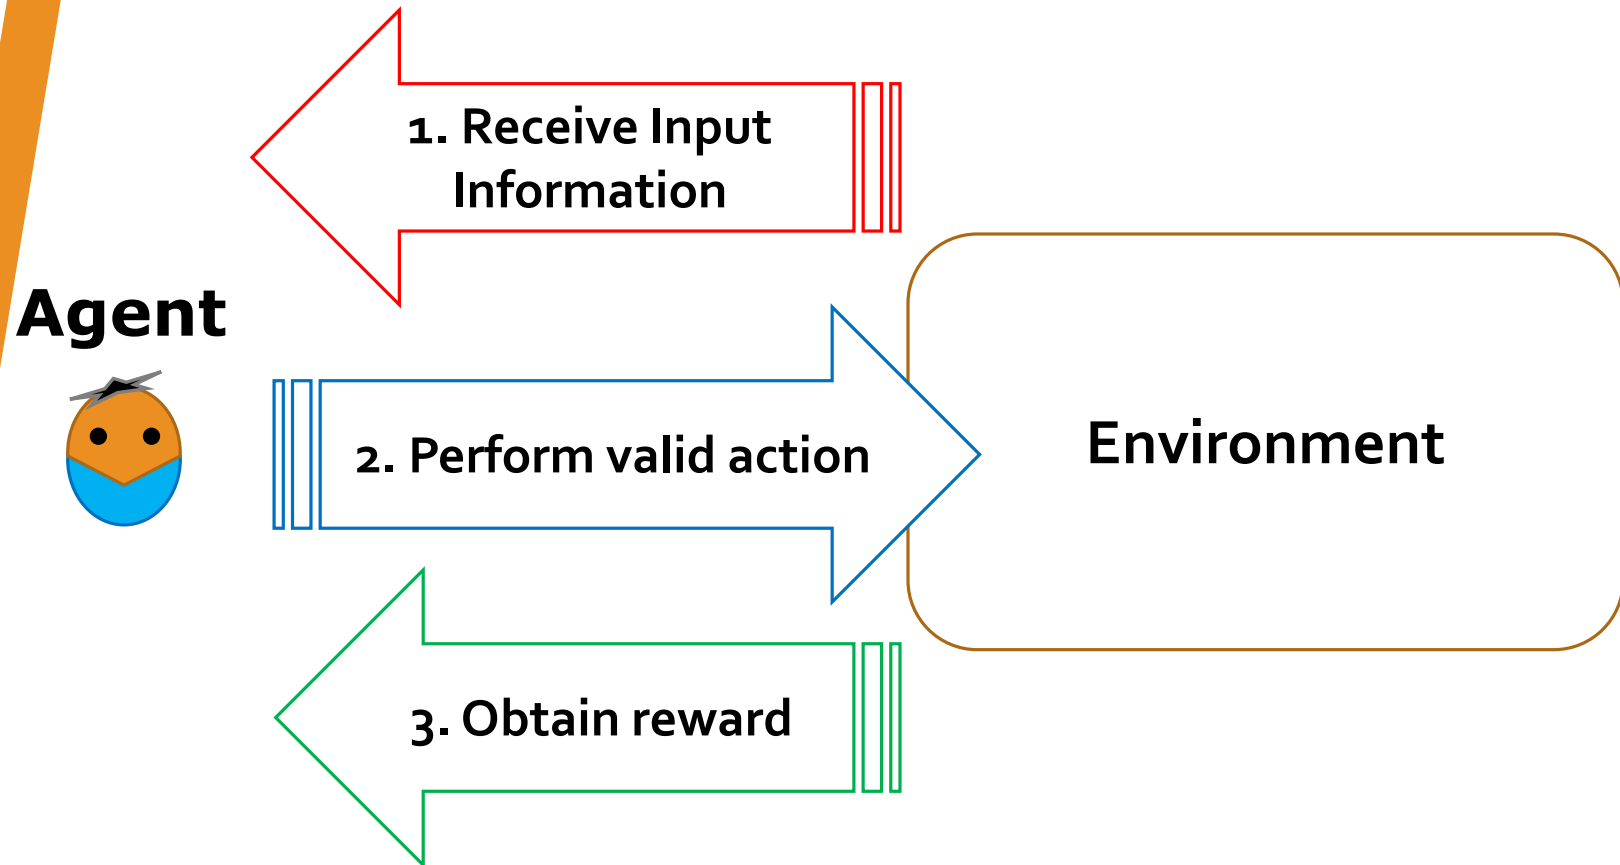 1. Receive Input
Information
Agent
2. Perform valid action
Environment
3. Obtain reward